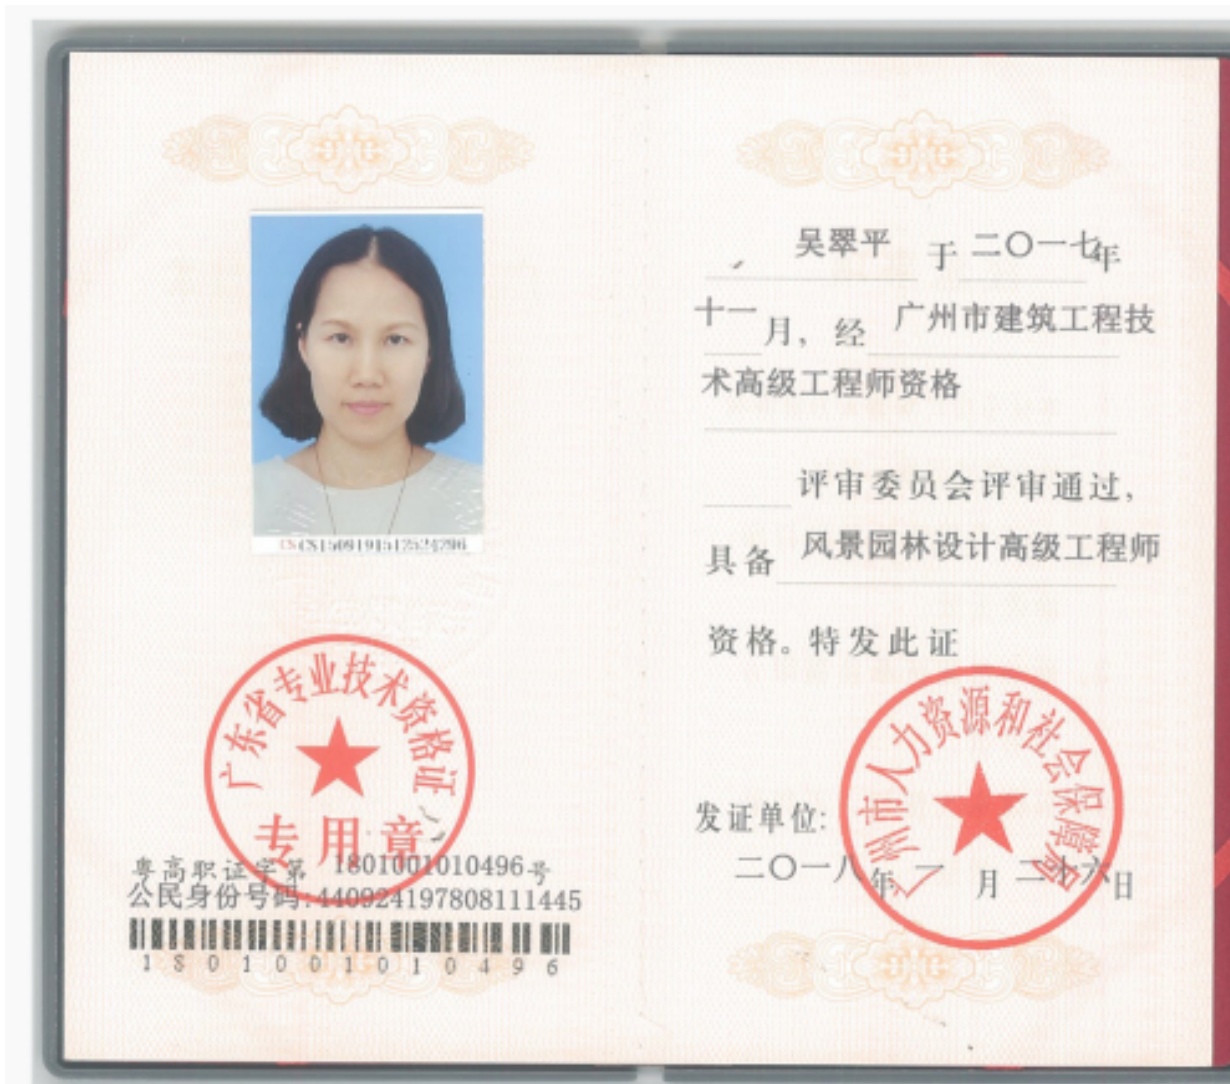 CS1509191512524296
广东省专业技术资格证
专用章
粤高职证字第 1801001010496号
公民身份号码:440924197808111445
1801001010496
吴翠平 于 二〇一七年
十一月, 经 广州市建筑工程技
术高级工程师资格
评审委员会评审通过,
具备 风景园林设计高级工程师
资格。特发此证
广州市人力资源和社会保障局
发证单位:
二〇一八年 一 月 二十六日